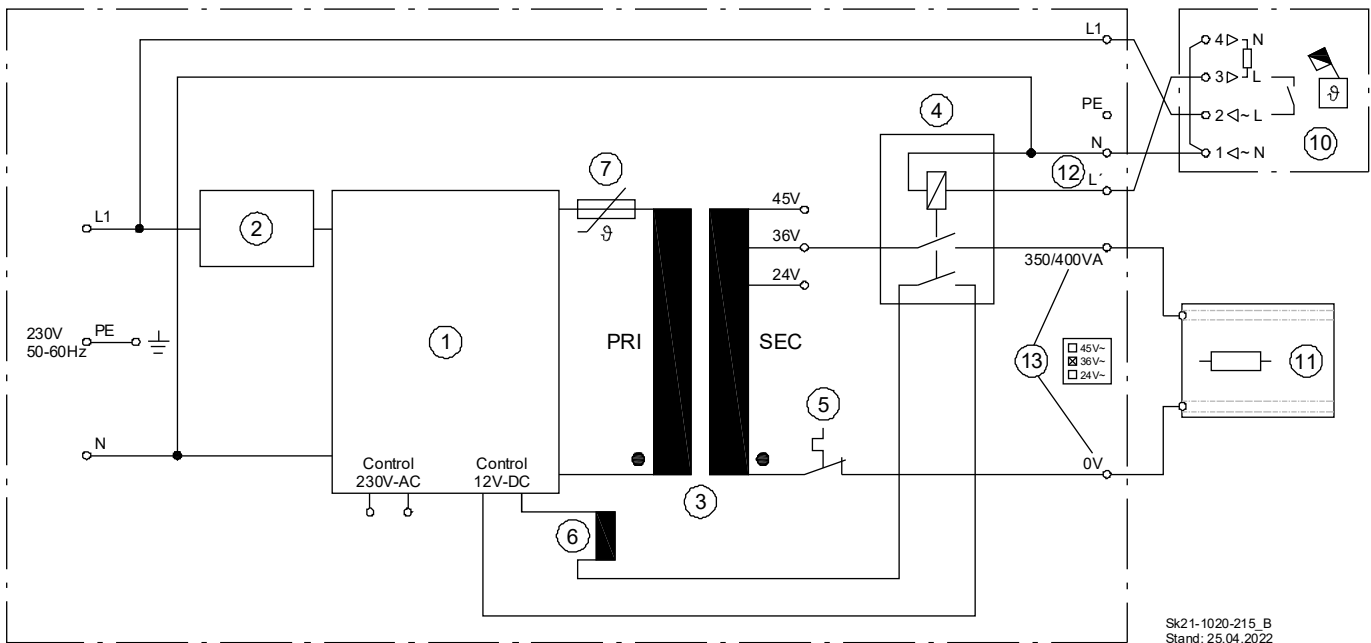 L1
4 ▷ N
3 ▷ L
2 ◁~ L
1 ◁~ N
ϑ
10
PE
N
L´
12
4
7
ϑ
45V
36V
24V
350/400VA
L1
2
230V
50-60Hz
PE
1
PRI
SEC
3
5
13
45V~
36V~
24V~
11
0V
N
Control
230V-AC
Control
12V-DC
6
Sk21-1020-215_B
Stand: 25.04.2022